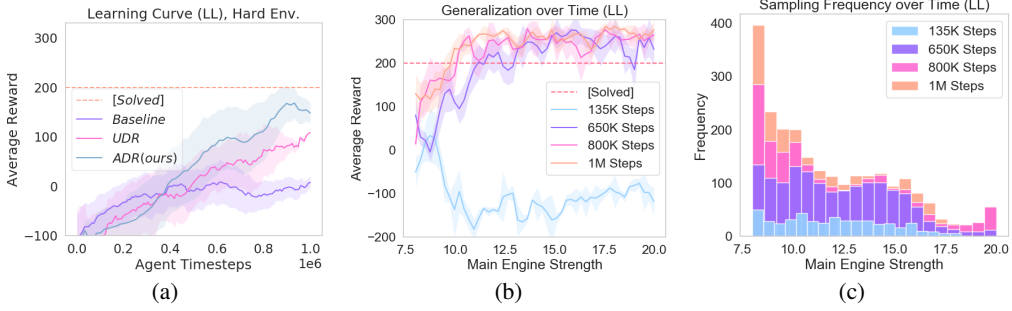 Learning Curve (LL), Hard Env.
300
200
100
0
−100
Average Reward
[Solved]
Baseline
UDR
ADR(ours)
0.0
0.2
0.4
0.6
0.8
1.0
1e6
Agent Timesteps
(a)
Generalization over Time (LL)
300
200
100
0
−100
−200
Average Reward
[Solved]
135K Steps
650K Steps
800K Steps
1M Steps
7.5
10.0
12.5
15.0
17.5
20.0
Main Engine Strength
(b)
Sampling Frequency over Time (LL)
400
300
200
100
0
Frequency
135K Steps
650K Steps
800K Steps
1M Steps
7.5
10.0
12.5
15.0
17.5
20.0
Main Engine Strength
(c)